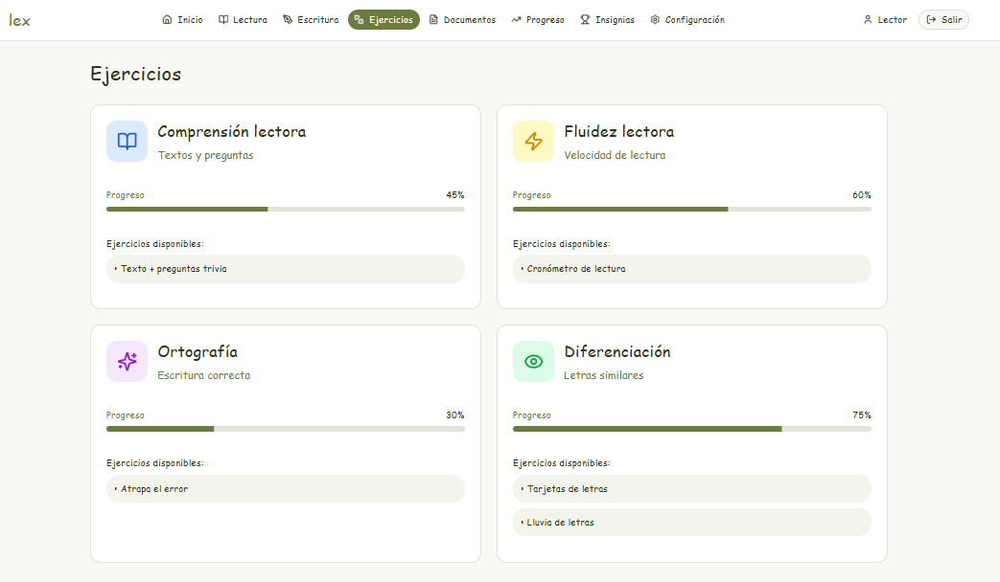 lex
Inicio
Lectura
Escritura
Ejercicios
Documentos
Progreso
Insignias
Configuración
Lector
Salir
Ejercicios
Comprensión lectora
Textos y preguntas
Progreso 45%
Ejercicios disponibles:
• Texto + preguntas trivia
Fluidez lectora
Velocidad de lectura
Progreso 60%
Ejercicios disponibles:
• Cronómetro de lectura
Ortografía
Escritura correcta
Progreso 30%
Ejercicios disponibles:
• Atrapa el error
Diferenciación
Letras similares
Progreso 75%
Ejercicios disponibles:
• Tarjetas de letras
• Lluvia de letras